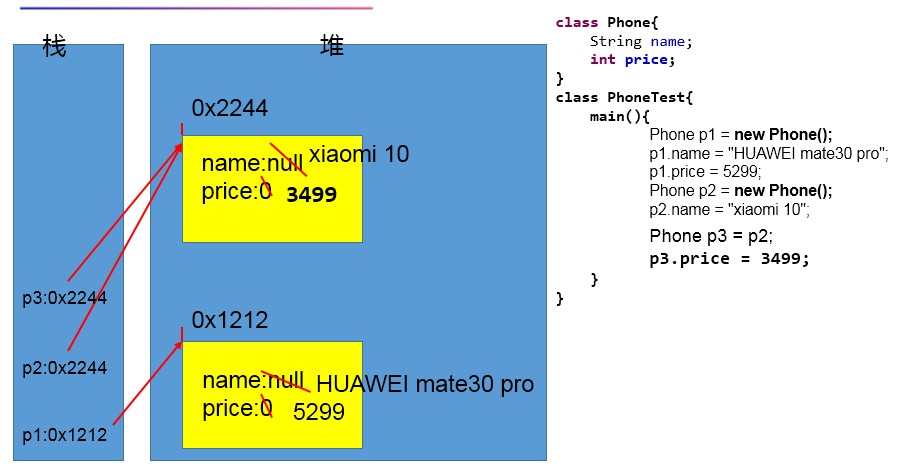 栈
堆
0x2244
name:null
xiaomi 10
price:0
3499
p3:0x2244
0x1212
p2:0x2244
name:null
HUAWEI mate30 pro
price:0
5299
p1:0x1212
class Phone{
String name;
int price;
}
class PhoneTest{
main(){
Phone p1 = new Phone();
p1.name = "HUAWEI mate30 pro";
p1.price = 5299;
Phone p2 = new Phone();
p2.name = "xiaomi 10";
Phone p3 = p2;
p3.price = 3499;
}
}